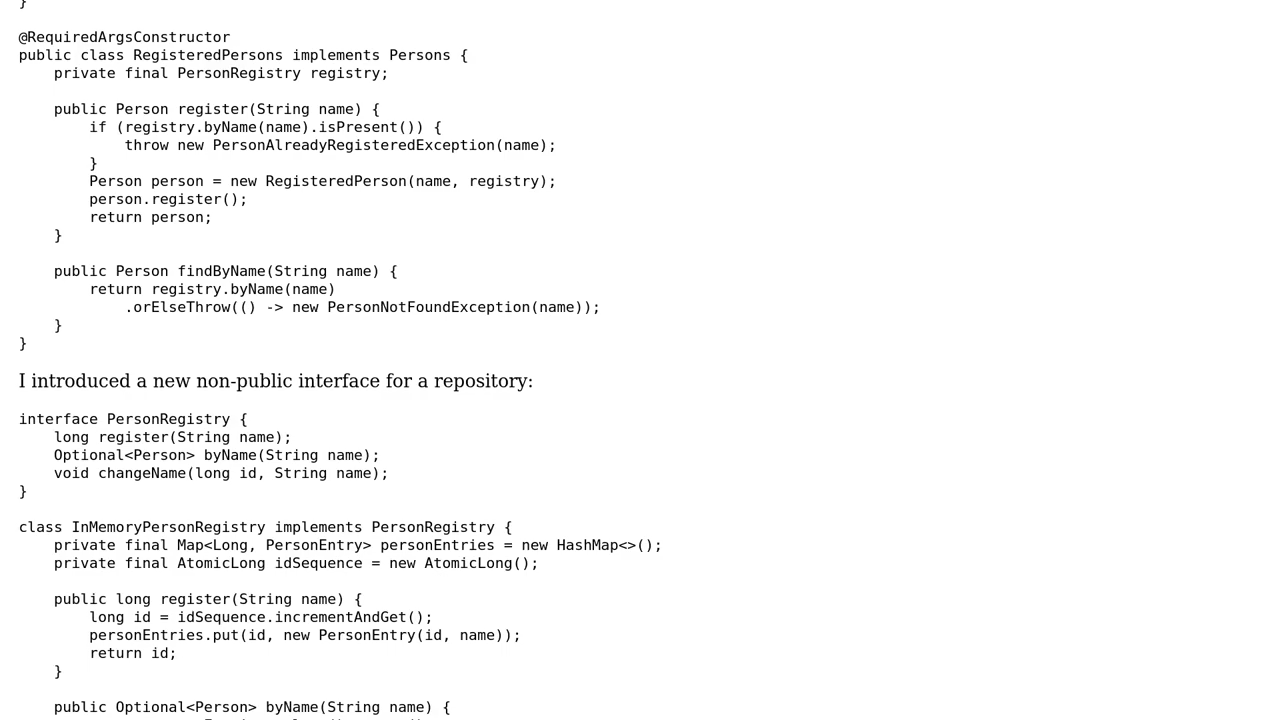 }
@RequiredArgsConstructor
public class RegisteredPersons implements Persons {
    private final PersonRegistry registry;
    public Person register(String name) {
        if (registry.byName(name).isPresent()) {
            throw new PersonAlreadyRegisteredException(name);
        }
        Person person = new RegisteredPerson(name, registry);
        person.register();
        return person;
    }
    public Person findByName(String name) {
        return registry.byName(name)
            .orElseThrow(() -> new PersonNotFoundException(name));
    }
}
I introduced a new non-public interface for a repository:
interface PersonRegistry {
    long register(String name);
    Optional<Person> byName(String name);
    void changeName(long id, String name);
}
class InMemoryPersonRegistry implements PersonRegistry {
    private final Map<Long, PersonEntry> personEntries = new HashMap<>();
    private final AtomicLong idSequence = new AtomicLong();
    public long register(String name) {
        long id = idSequence.incrementAndGet();
        personEntries.put(id, new PersonEntry(id, name));
        return id;
    }
    public Optional<Person> byName(String name) {